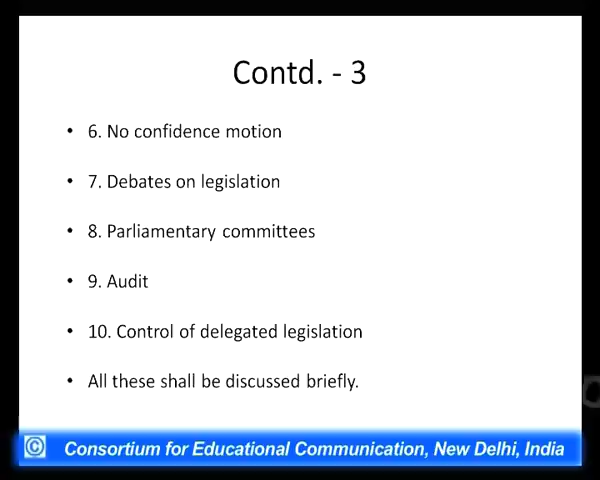 Contd. - 3
• 6. No confidence motion
• 7. Debates on legislation
• 8. Parliamentary committees
• 9. Audit
• 10. Control of delegated legislation
• All these shall be discussed briefly.
© Consortium for Educational Communication, New Delhi, India